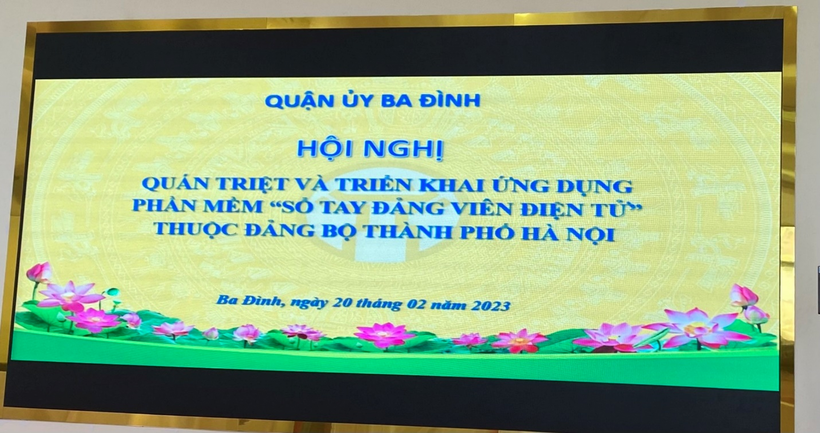 QUẬN ỦY BA ĐÌNH
HỘI NGHỊ
QUÁN TRIỆT VÀ TRIỂN KHAI ỨNG DỤNG
PHẦN MỀM “SỔ TAY ĐẢNG VIÊN ĐIỆN TỬ”
THUỘC ĐẢNG BỘ THÀNH PHỐ HÀ NỘI
Ba Đình, ngày 20 tháng 02 năm 2023